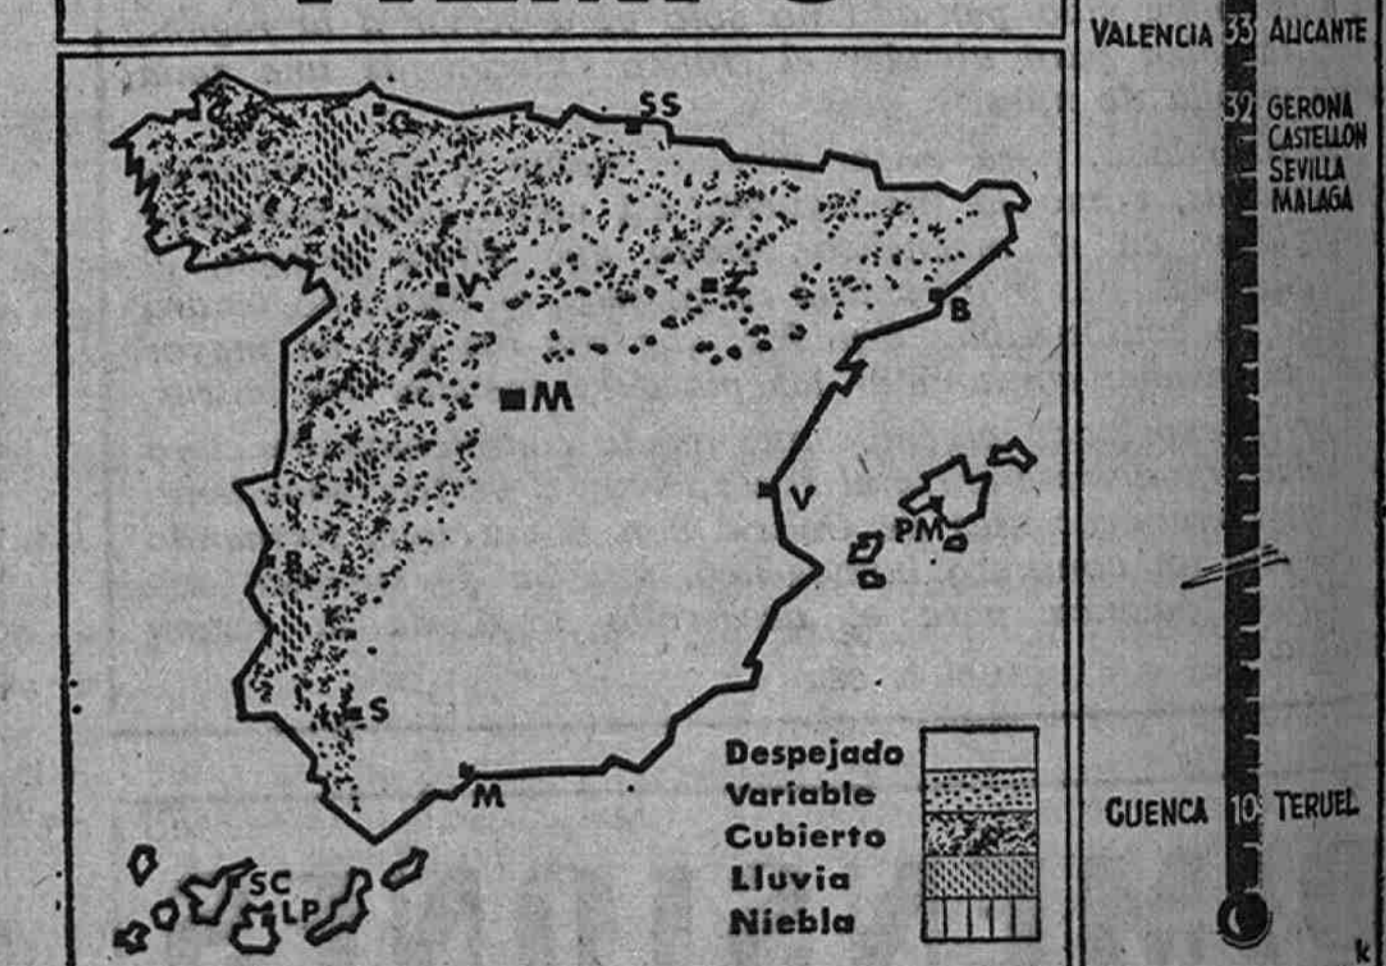 SS
G
V
Z
B
M
V
PM
B
S
M
SC
LP
Despejado
Variable
Cubierto
Lluvia
Niebla
VALENCIA 33 ALICANTE
32 GERONA
CASTELLON
SEVILLA
MALAGA
CUENCA 10 TERUEL
k